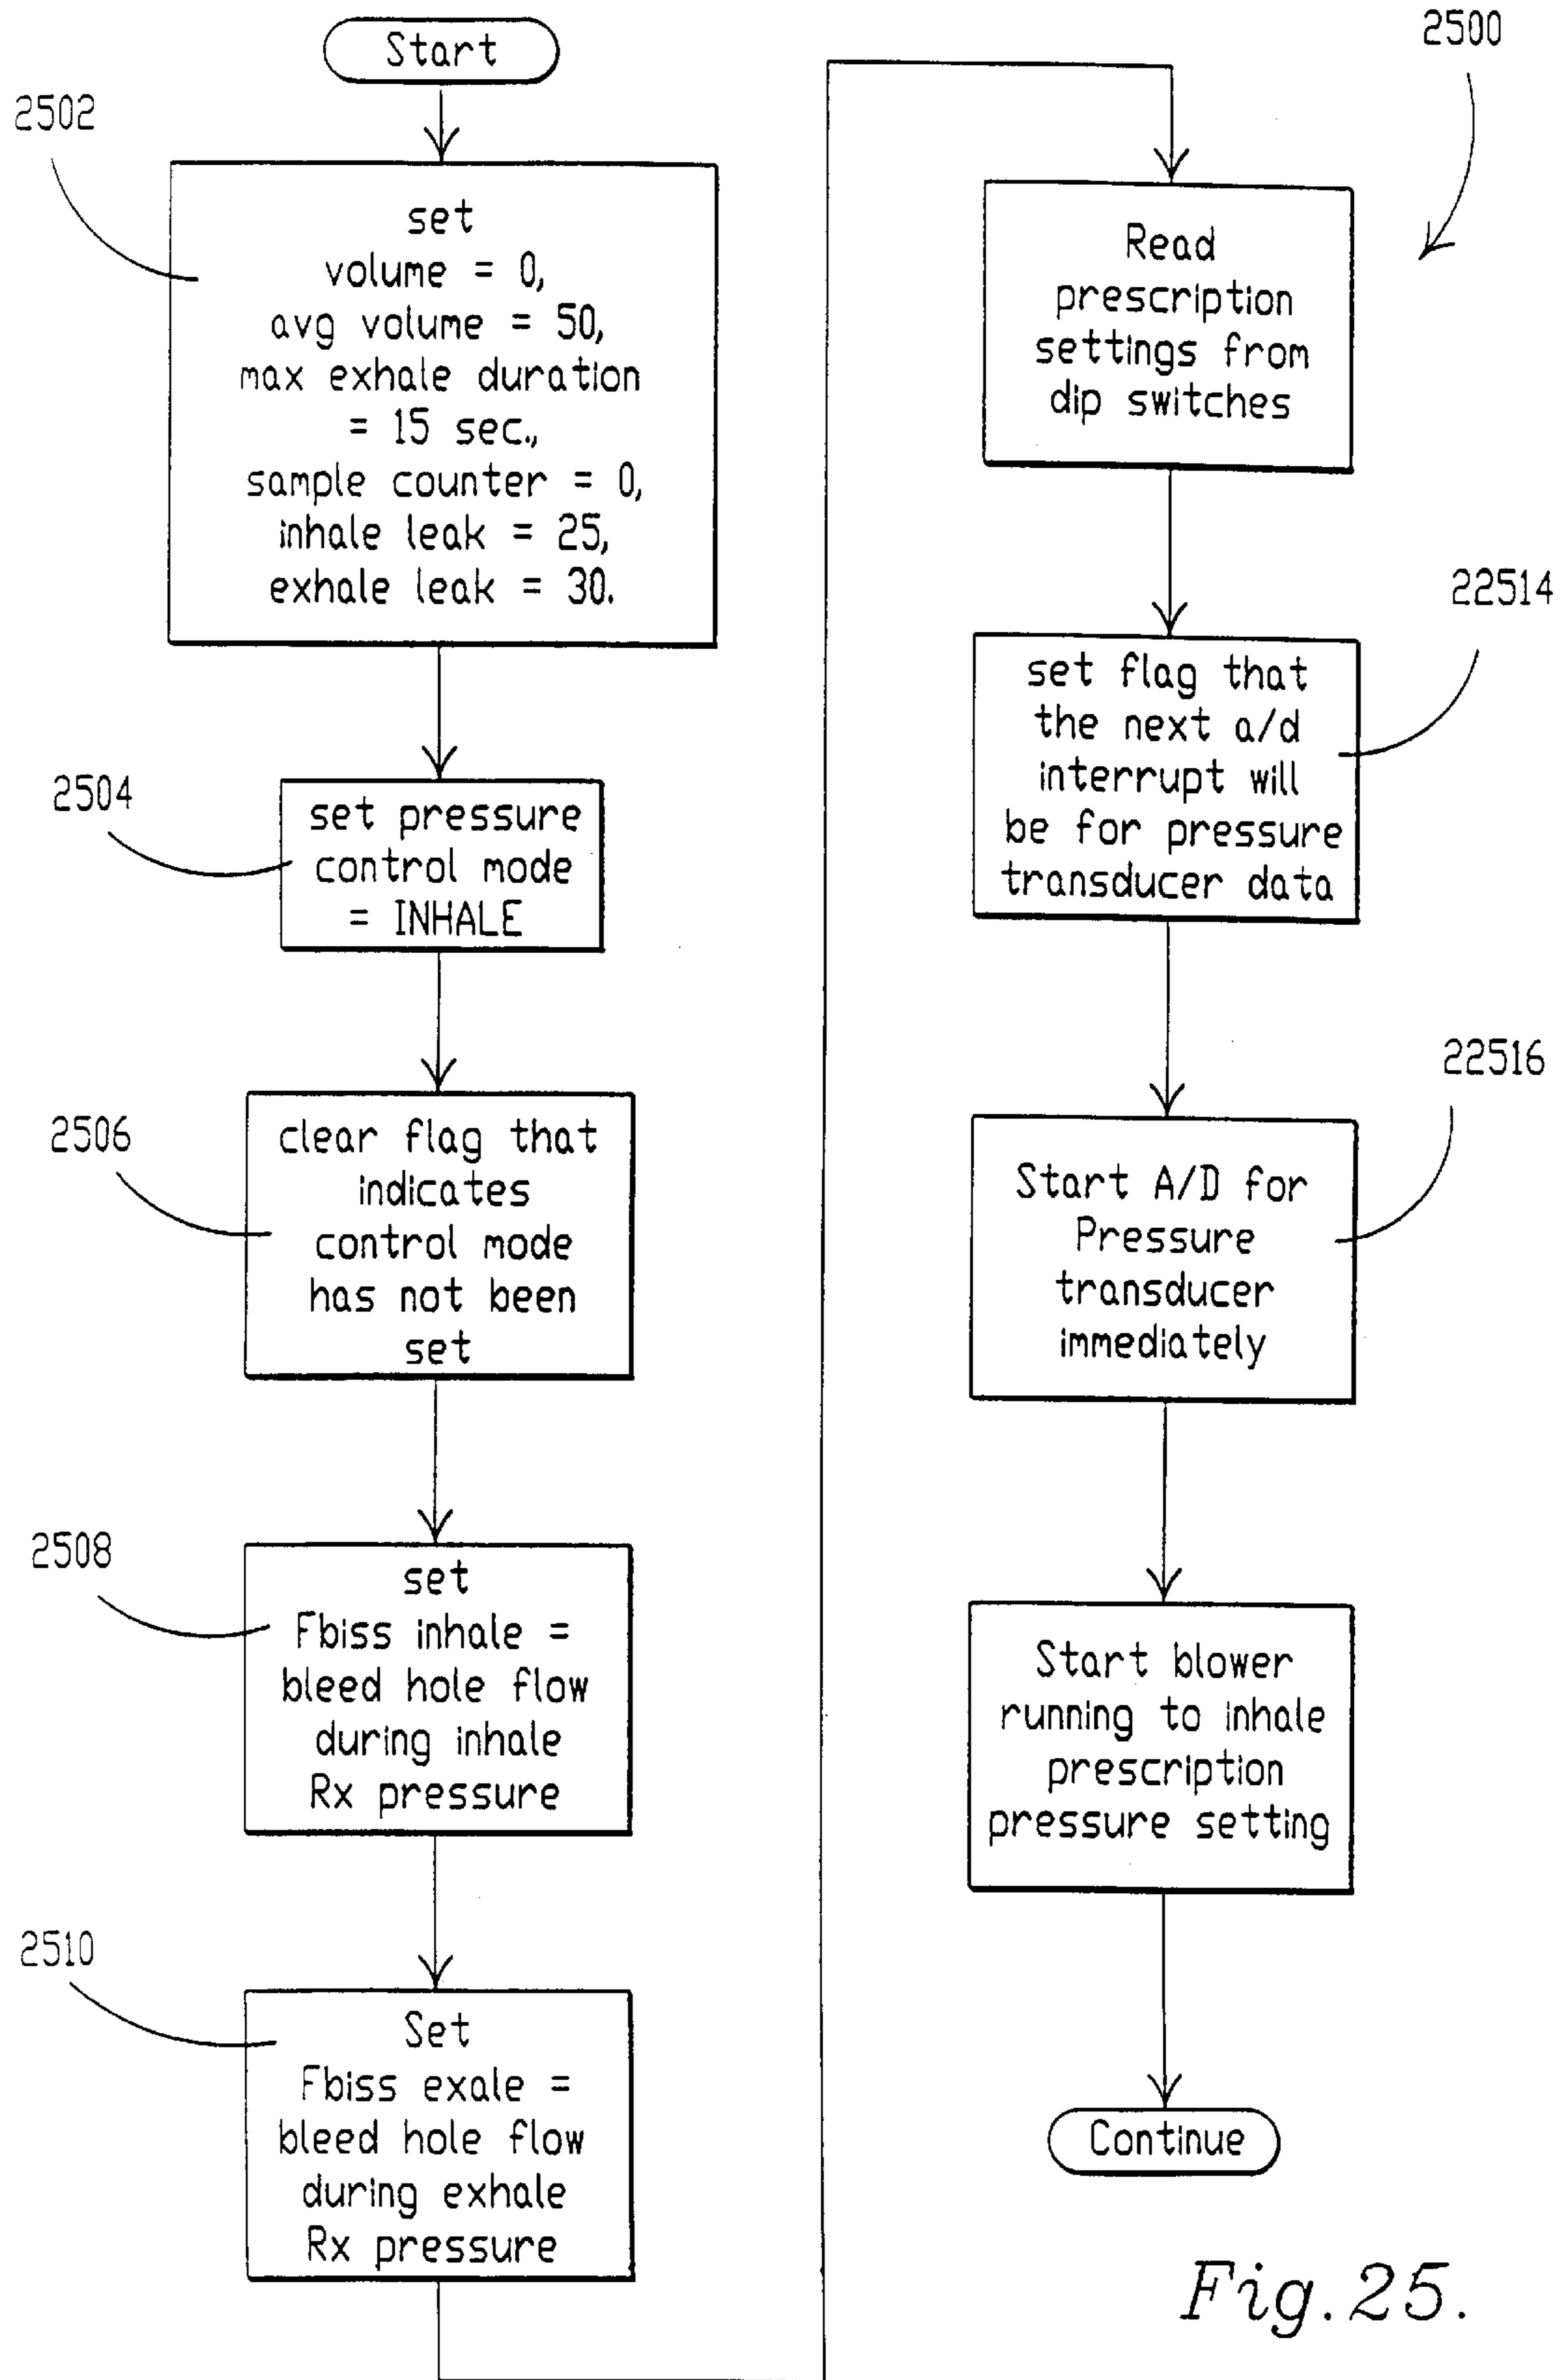 Start
2502
set
volume = 0,
avg volume = 50,
max exhale duration
= 15 sec.,
sample counter = 0,
inhale leak = 25,
exhale leak = 30.
2504
set pressure
control mode
= INHALE
2506
clear flag that
indicates
control mode
has not been
set
2508
set
Fbiss inhale =
bleed hole flow
during inhale
Rx pressure
2510
Set
Fbiss exale =
bleed hole flow
during exhale
Rx pressure
2500
Read
prescription
settings from
dip switches
22514
set flag that
the next a/d
interrupt will
be for pressure
transducer data
22516
Start A/D for
Pressure
transducer
immediately
Start blower
running to inhale
prescription
pressure setting
Continue
Fig. 25.